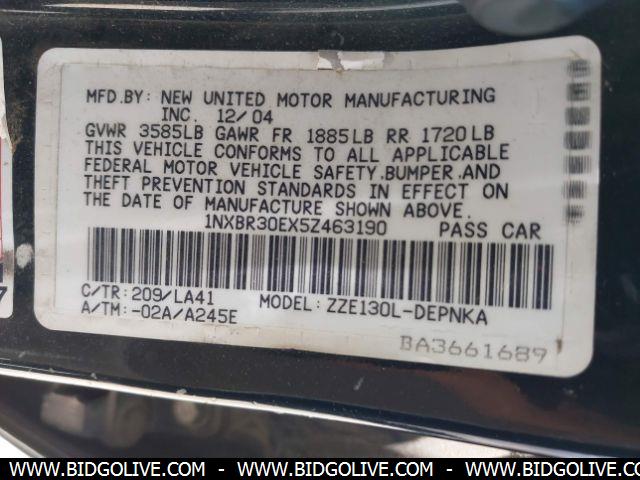 MFD.BY: NEW UNITED MOTOR MANUFACTURING
INC. 12/04
GVWR 3585LB GAWR FR 1885LB RR 1720LB
THIS VEHICLE CONFORMS TO ALL APPLICABLE
FEDERAL MOTOR VEHICLE SAFETY.BUMPER.AND
THEFT PREVENTION STANDARDS IN EFFECT ON
THE DATE OF MANUFACTURE SHOWN ABOVE.
1NXBR30EX5Z463190 PASS CAR
C/TR:209/LA41 MODEL: ZZE130L-DEPNKA
A/TM:-02A/A245E
BA3661689
7
WWW.BIDGOLIVE.COM - WWW.BIDGOLIVE.COM - WWW.BIDGOLIVE.COM